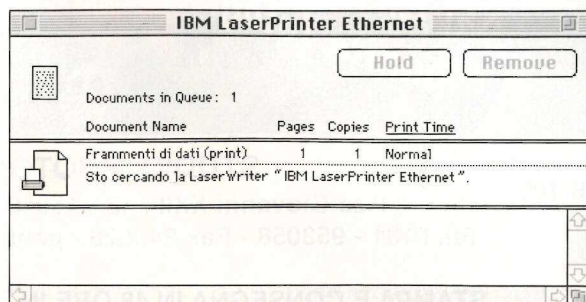 IBM LaserPrinter Ethernet
Hold Remove
Documents in Queue: 1
Document Name Pages Copies Print Time
Frammenti di dati (print) 1 1 Normal
Sto cercando la LaserWriter “IBM LaserPrinter Ethernet”.